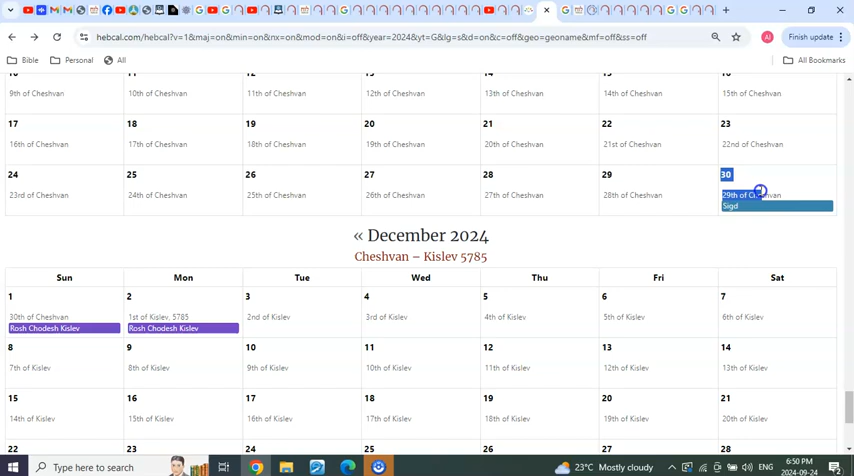 AI
Finish update
hebcal.com/hebcal?v=1&maj=on&min=on&nx=on&mod=on&i=off&year=2024&yt=G&lg=s&d=on&c=off&geo=geoname&mf=off&ss=off
Bible Personal All All Bookmarks
9th of Cheshvan 10th of Cheshvan 11th of Cheshvan 12th of Cheshvan 13th of Cheshvan 14th of Cheshvan 15th of Cheshvan
17 18 19 20 21 22 23
16th of Cheshvan 17th of Cheshvan 18th of Cheshvan 19th of Cheshvan 20th of Cheshvan 21st of Cheshvan 22nd of Cheshvan
24 25 26 27 28 29 30
23rd of Cheshvan 24th of Cheshvan 25th of Cheshvan 26th of Cheshvan 27th of Cheshvan 28th of Cheshvan 29th of Cheshvan
Sigd
« December 2024
Cheshvan – Kislev 5785
Sun Mon Tue Wed Thu Fri Sat
1 2 3 4 5 6 7
30th of Cheshvan 1st of Kislev, 5785 2nd of Kislev 3rd of Kislev 4th of Kislev 5th of Kislev 6th of Kislev
Rosh Chodesh Kislev Rosh Chodesh Kislev
8 9 10 11 12 13 14
7th of Kislev 8th of Kislev 9th of Kislev 10th of Kislev 11th of Kislev 12th of Kislev 13th of Kislev
15 16 17 18 19 20 21
14th of Kislev 15th of Kislev 16th of Kislev 17th of Kislev 18th of Kislev 19th of Kislev 20th of Kislev
22 23 24 25 26 27 28
Type here to search
23°C Mostly cloudy
ENG
6:50 PM
2024-09-24
2